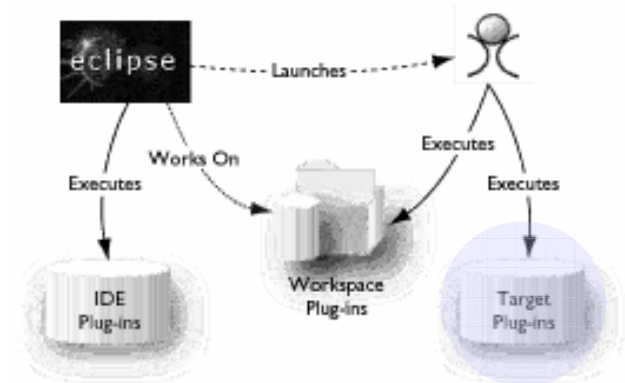 eclipse
Launches
Works On
Executes
Executes
Executes
Workspace
Plug-ins
IDE
Plug-ins
Target
Plug-ins